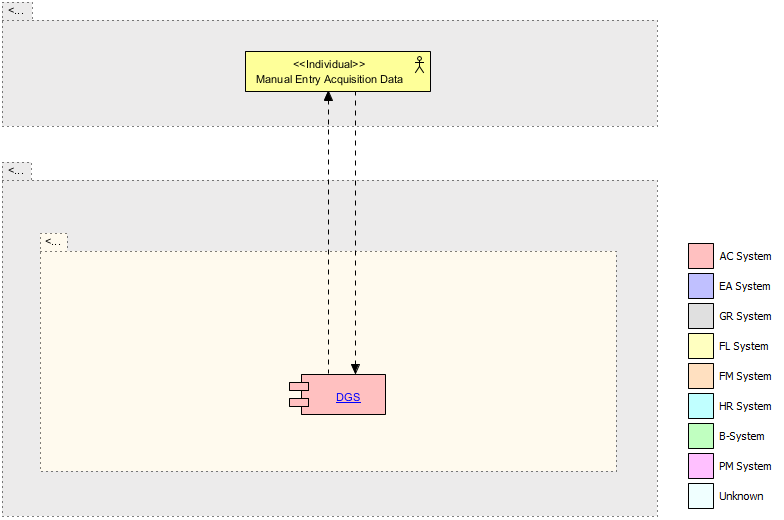 <...
<<Individual>>
Manual Entry Acquisition Data
<...
<...
DGS
AC System
EA System
GR System
FL System
FM System
HR System
B-System
PM System
Unknown